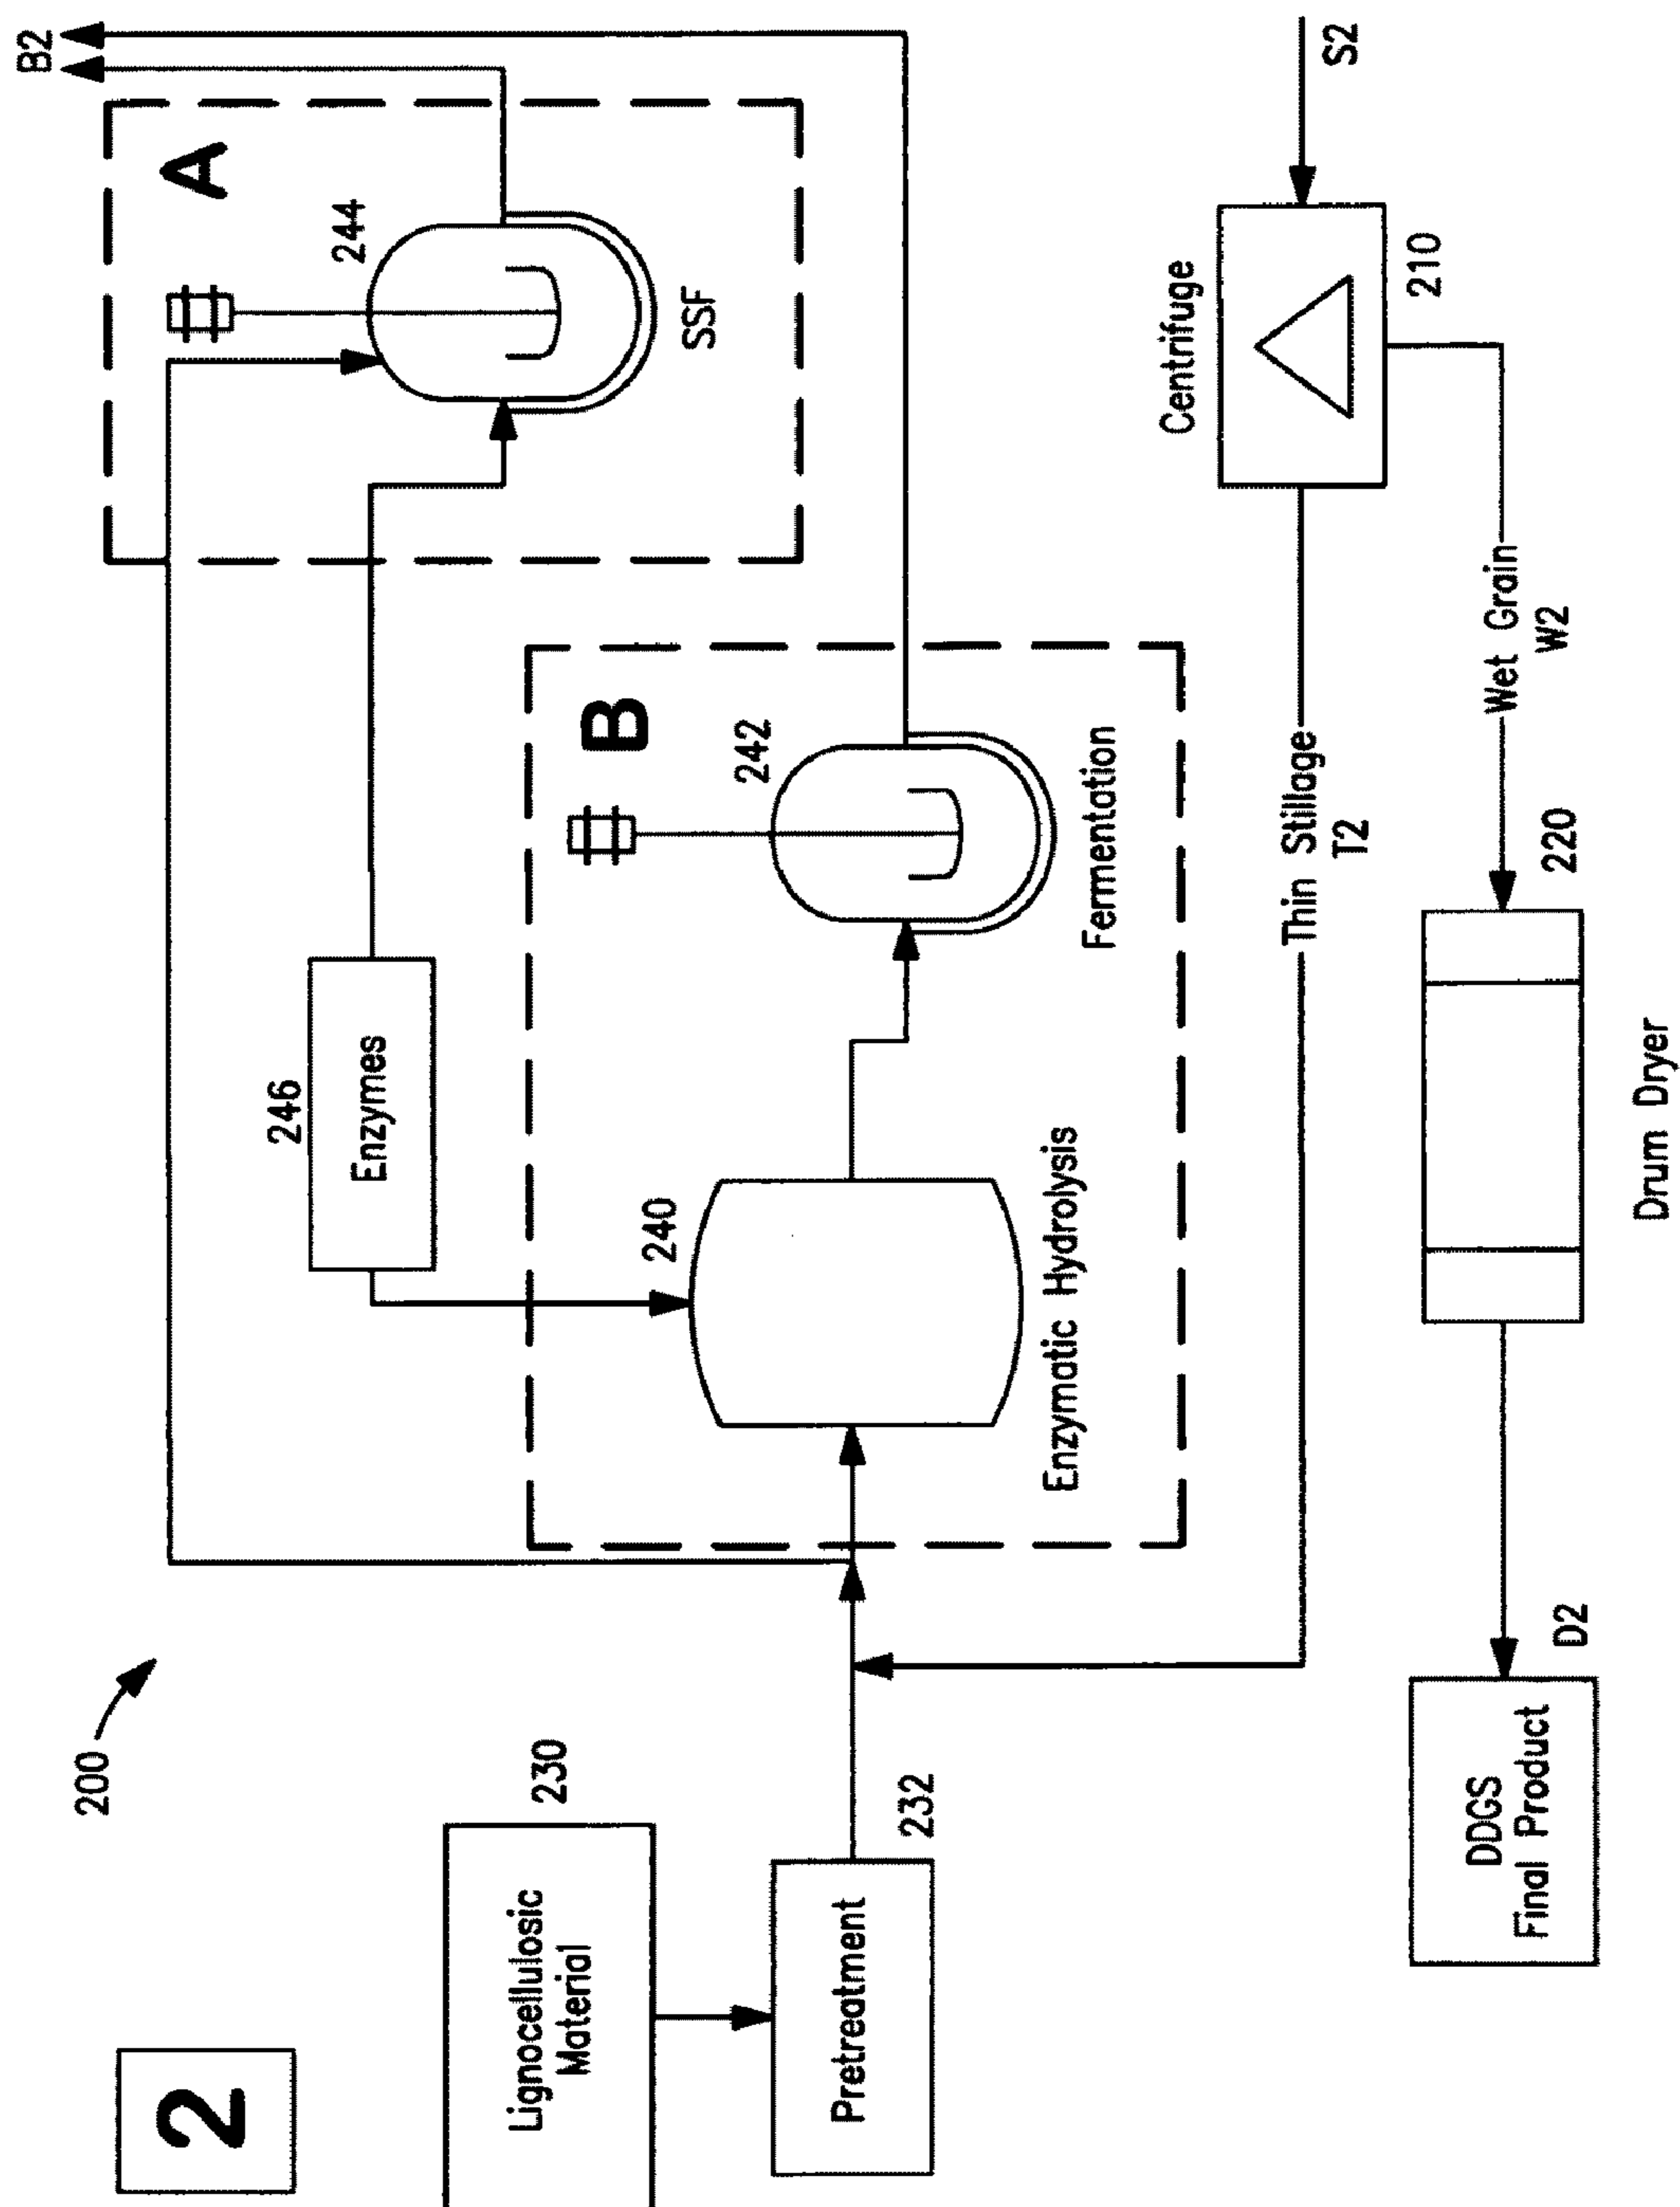 2
200
Lignocellulosic
Material
230
Pretreatment
232
246
Enzymes
A
244
SSF
B2
B
240
Enzymatic Hydrolysis
242
Fermentation
Thin Stillage
T2
Centrifuge
210
S2
Wet Grain
W2
220
Drum Dryer
D2
DDGS
Final Product